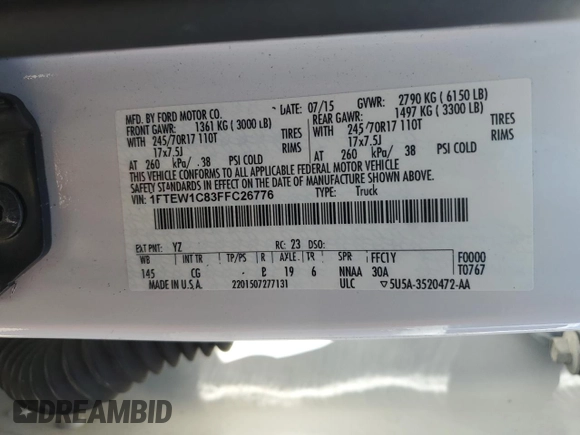 MFD. BY FORD MOTOR CO. DATE: 07/15 GVWR: 2790 KG ( 6150 LB)
FRONT GAWR: 1361 KG ( 3000 LB) REAR GAWR: 1497 KG ( 3300 LB)
WITH 245/70R17 110T TIRES WITH 245/70R17 110T TIRES
17x7.5J RIMS 17x7.5J RIMS
AT 260 kPa/ 38 PSI COLD AT 260 kPa/ 38 PSI COLD
THIS VEHICLE CONFORMS TO ALL APPLICABLE FEDERAL MOTOR VEHICLE
SAFETY STANDARDS IN EFFECT ON THE DATE OF MANUFACTURE SHOWN ABOVE.
VIN: 1FTEW1C83FFC26776 TYPE: Truck
EXT PNT: YZ RC: 23 DSO:
WB INT TR TP/PS R AXLE TR SPR FFC1Y F0000
145 CG 19 6 NNAA 30A T0767
MADE IN U.S.A. 2201507277131 ULC 5U5A-3520472-AA
DREAMBID